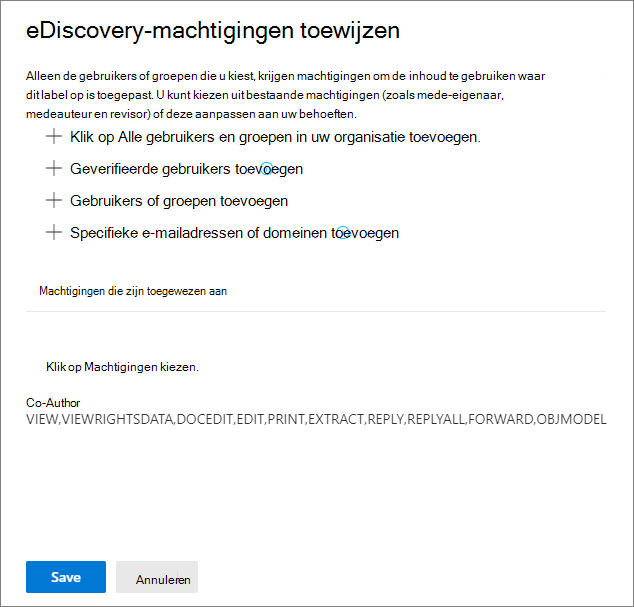 eDiscovery-machtigingen toewijzen
Alleen de gebruikers of groepen die u kiest, krijgen machtigingen om de inhoud te gebruiken waar
dit label op is toegepast. U kunt kiezen uit bestaande machtigingen (zoals mede-eigenaar,
medeauteur en revisor) of deze aanpassen aan uw behoeften.
Klik op Alle gebruikers en groepen in uw organisatie toevoegen.
Geverifieerde gebruikers toevoegen
Gebruikers of groepen toevoegen
Specifieke e-mailadressen of domeinen toevoegen
Machtigingen die zijn toegewezen aan
Klik op Machtigingen kiezen.
Co-Author
VIEW,VIEWRIGHTSDATA,DOCEDIT,EDIT,PRINT,EXTRACT,REPLY,REPLYALL,FORWARD,OBJMODEL
Save
Annuleren